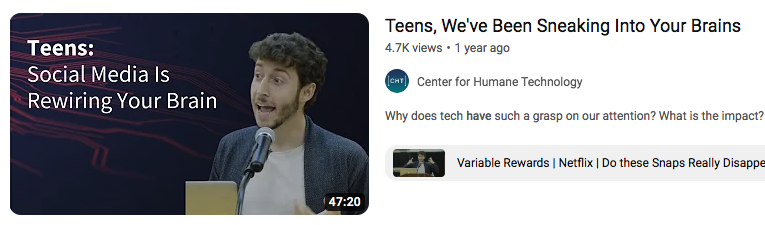 Teens:
Social Media Is
Rewiring Your Brain
47:20
Teens, We've Been Sneaking Into Your Brains
4.7K views • 1 year ago
CHT
Center for Humane Technology
Why does tech have such a grasp on our attention? What is the impact?
Variable Rewards | Netflix | Do these Snaps Really Disappe